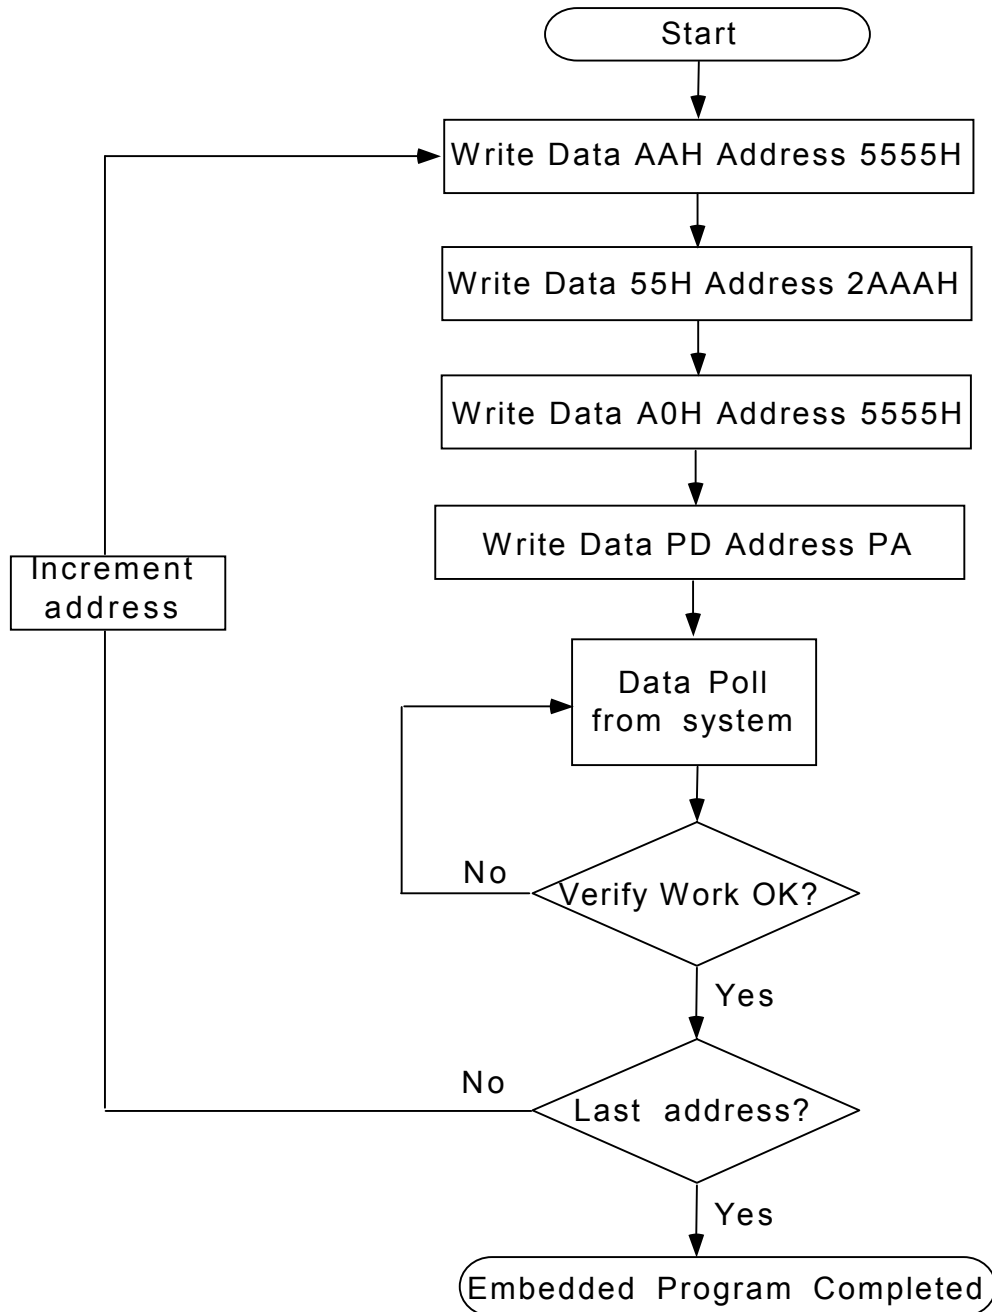 Start
Write Data AAH Address 5555H
Write Data 55H Address 2AAAH
Write Data A0H Address 5555H
Write Data PD Address PA
Increment
address
Data Poll
from system
No
Verify Work OK?
Yes
No
Last address?
Yes
Embedded Program Completed